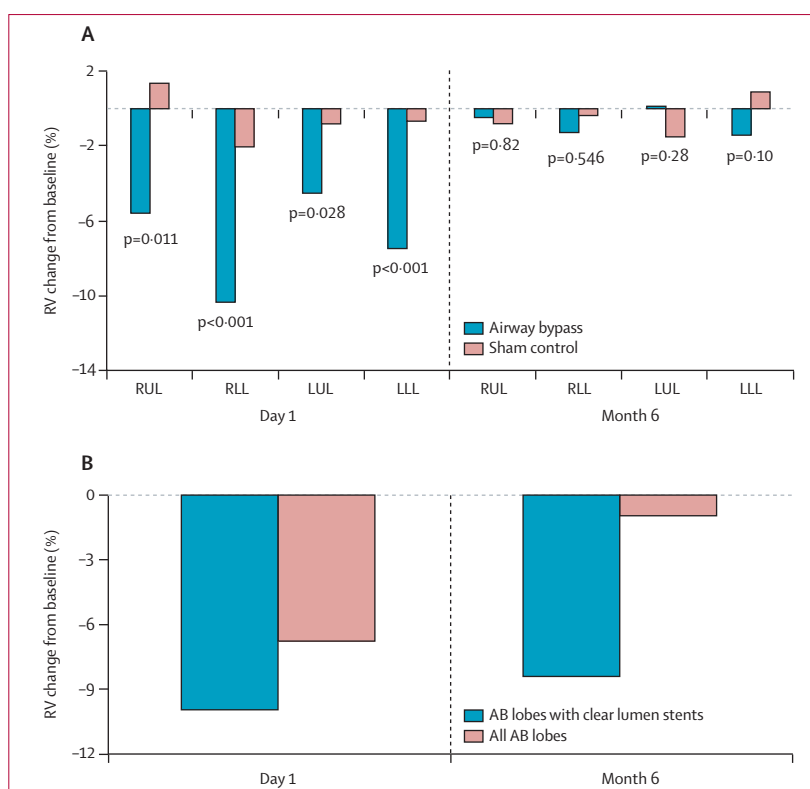 A
RV change from baseline (%)
2
–2
–6
–10
–14
p=0·011
p<0·001
p=0·028
p<0·001
p=0·82
p=0·546
p=0·28
p=0·10
Airway bypass
Sham control
RUL RLL LUL LLL RUL RLL LUL LLL
Day 1 Month 6
B
RV change from baseline (%)
0
–3
–6
–9
–12
AB lobes with clear lumen stents
All AB lobes
Day 1 Month 6